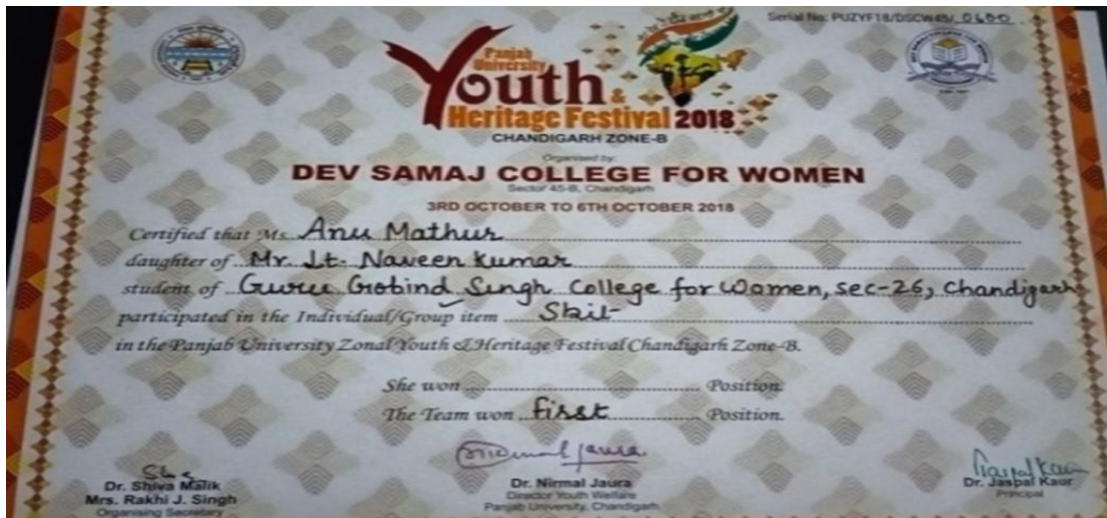 Serial No: PUZYF18/DSCW45/ 0600
Panjab
University
Youth &
Heritage Festival 2018
CHANDIGARH ZONE-B
Organised by:
DEV SAMAJ COLLEGE FOR WOMEN
Sector 45-B, Chandigarh
3RD OCTOBER TO 6TH OCTOBER 2018
Certified that Ms. Anu Mathur
daughter of Mr. Lt. Naveen Kumar
student of Guru Gobind Singh College for Women, Sec-26, Chandigarh
participated in the Individual/Group item Skit
in the Panjab University Zonal Youth & Heritage Festival Chandigarh Zone-B.
She won Position.
The Team won first Position.
Nirmal Jaura
Jaspal Kaur
Dr. Shiva Malik
Mrs. Rakhi J. Singh
Organising Secretary
Dr. Nirmal Jaura
Director Youth Welfare
Panjab University, Chandigarh
Dr. Jaspal Kaur
Principal